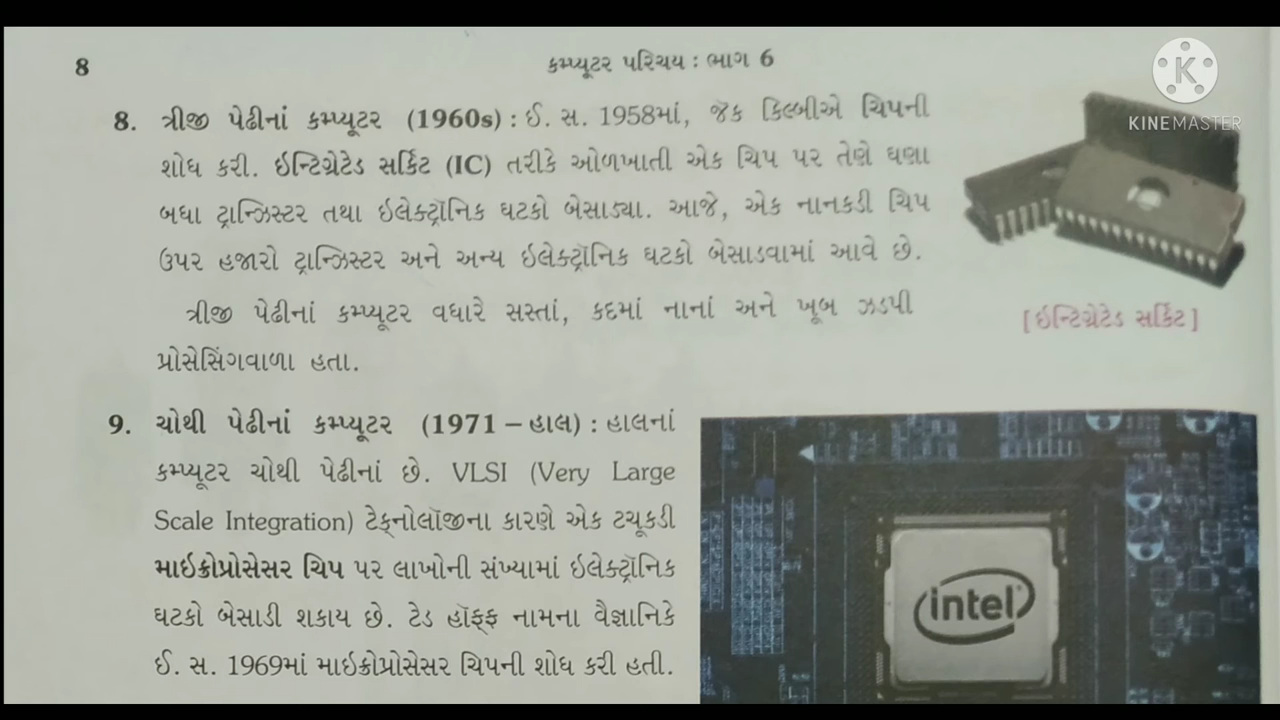 8
કમ્પ્યૂટર પરિચય : ભાગ 6
KINEMASTER
8. ત્રીજી પેઢીનાં કમ્પ્યૂટર (1960s) : ઈ. સ. 1958માં, જૅક કિલ્બીએ ચિપની
શોધ કરી. ઇન્ટિગ્રેટેડ સર્કિટ (IC) તરીકે ઓળખાતી એક ચિપ પર તેણે ઘણા
બધા ટ્રાન્ઝિસ્ટર તથા ઇલેક્ટ્રૉનિક ઘટકો બેસાડ્યા. આજે, એક નાનકડી ચિપ
ઉપર હજારો ટ્રાન્ઝિસ્ટર અને અન્ય ઇલેક્ટ્રૉનિક ઘટકો બેસાડવામાં આવે છે.
ત્રીજી પેઢીનાં કમ્પ્યૂટર વધારે સસ્તાં, કદમાં નાનાં અને ખૂબ ઝડપી
પ્રોસેસિંગવાળા હતા.
[ ઇન્ટિગ્રેટેડ સર્કિટ ]
9. ચોથી પેઢીનાં કમ્પ્યૂટર (1971 – હાલ) : હાલનાં
કમ્પ્યૂટર ચોથી પેઢીનાં છે. VLSI (Very Large
Scale Integration) ટેક્નોલૉજીના કારણે એક ટચૂકડી
માઇક્રોપ્રોસેસર ચિપ પર લાખોની સંખ્યામાં ઇલેક્ટ્રૉનિક
ઘટકો બેસાડી શકાય છે. ટેડ હૉફ્ફ નામના વૈજ્ઞાનિકે
ઈ. સ. 1969માં માઇક્રોપ્રોસેસર ચિપની શોધ કરી હતી.
intel